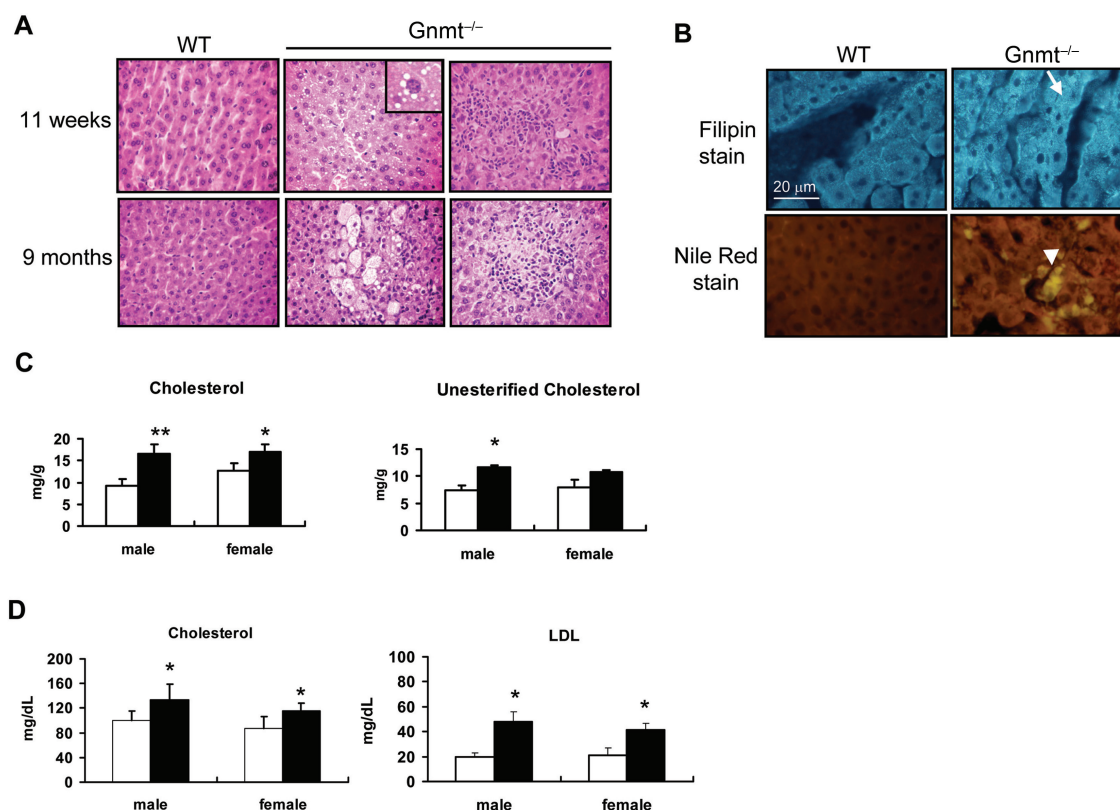 A
WT
Gnmt–/–
11 weeks
9 months
B
WT
Gnmt–/–
Filipin
stain
20 μm
Nile Red
stain
C
Cholesterol
**
*
20
15
10
5
0
mg/g
male
female
Unesterified Cholesterol
*
15
10
5
0
mg/g
male
female
D
Cholesterol
*
*
200
160
120
80
40
0
mg/dL
male
female
LDL
*
*
100
80
60
40
20
0
mg/dL
male
female